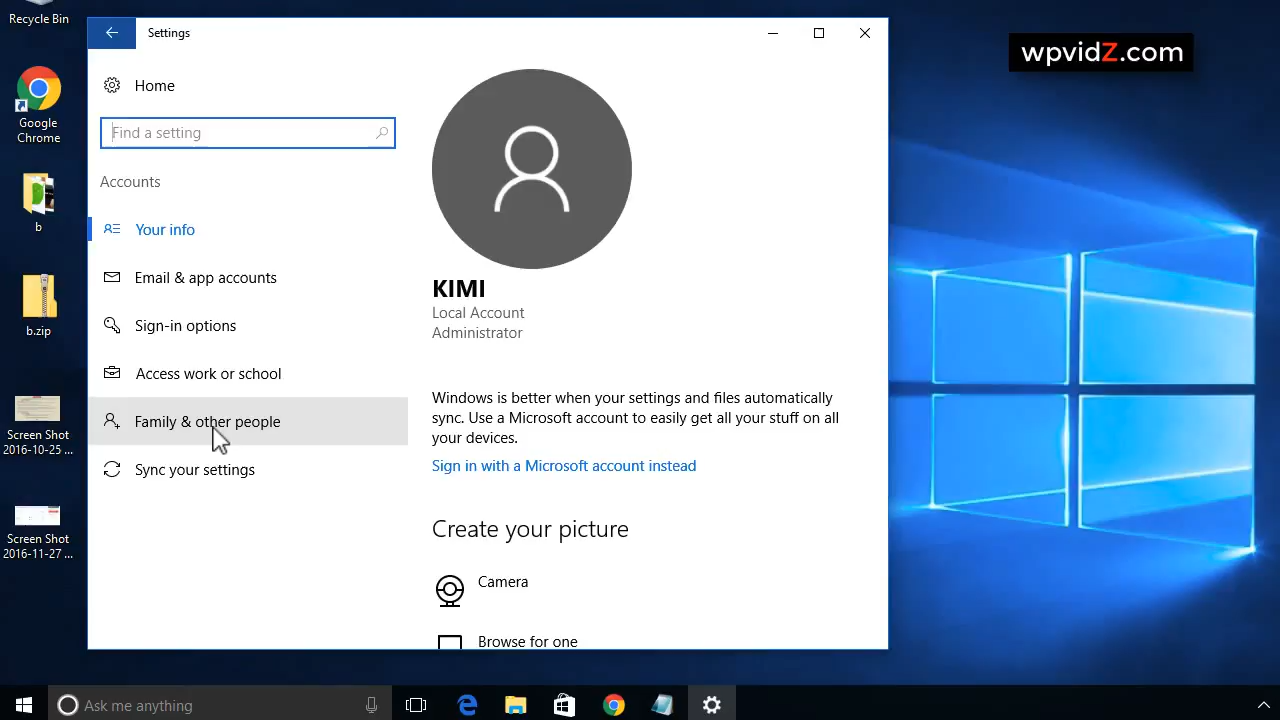 Recycle Bin
Google
Chrome
b
b.zip
Screen Shot
2016-10-25 ...
Screen Shot
2016-11-27 ...
Settings
Home
Find a setting
Accounts
Your info
Email & app accounts
Sign-in options
Access work or school
Family & other people
Sync your settings
KIMI
Local Account
Administrator
Windows is better when your settings and files automatically
sync. Use a Microsoft account to easily get all your stuff on all
your devices.
Sign in with a Microsoft account instead
Create your picture
Camera
Browse for one
wpvidZ.com
Ask me anything